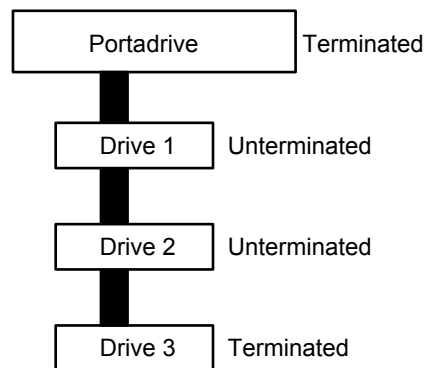 Portadrive Terminated
Drive 1 Unterminated
Drive 2 Unterminated
Drive 3 Terminated